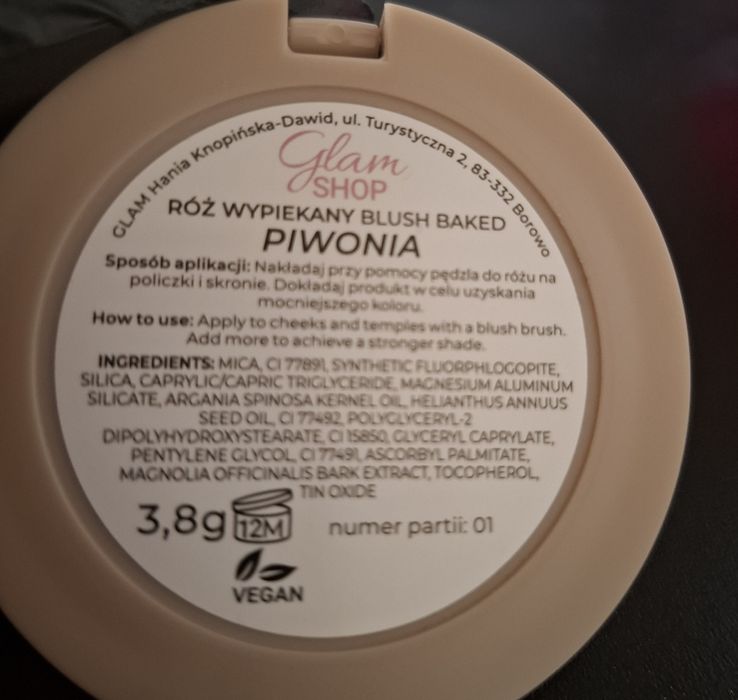 GLAM Hania Knopińska-Dawid, ul. Turystyczna 2, 83-332 Borowo
Glam
SHOP
RÓŻ WYPIEKANY BLUSH BAKED
PIWONIA
Sposób aplikacji: Nakładaj przy pomocy pędzla do różu na
policzki i skronie. Dokładaj produkt w celu uzyskania
mocniejszego koloru.
How to use: Apply to cheeks and temples with a blush brush.
Add more to achieve a stronger shade.
INGREDIENTS: MICA, CI 77891, SYNTHETIC FLUORPHLOGOPITE,
SILICA, CAPRYLIC/CAPRIC TRIGLYCERIDE, MAGNESIUM ALUMINUM
SILICATE, ARGANIA SPINOSA KERNEL OIL, HELIANTHUS ANNUUS
SEED OIL, CI 77492, POLYGLYCERYL-2
DIPOLYHYDROXYSTEARATE, CI 15850, GLYCERYL CAPRYLATE,
PENTYLENE GLYCOL, CI 77491, ASCORBYL PALMITATE,
MAGNOLIA OFFICINALIS BARK EXTRACT, TOCOPHEROL,
TIN OXIDE
3,8g 12M numer partii: 01
VEGAN